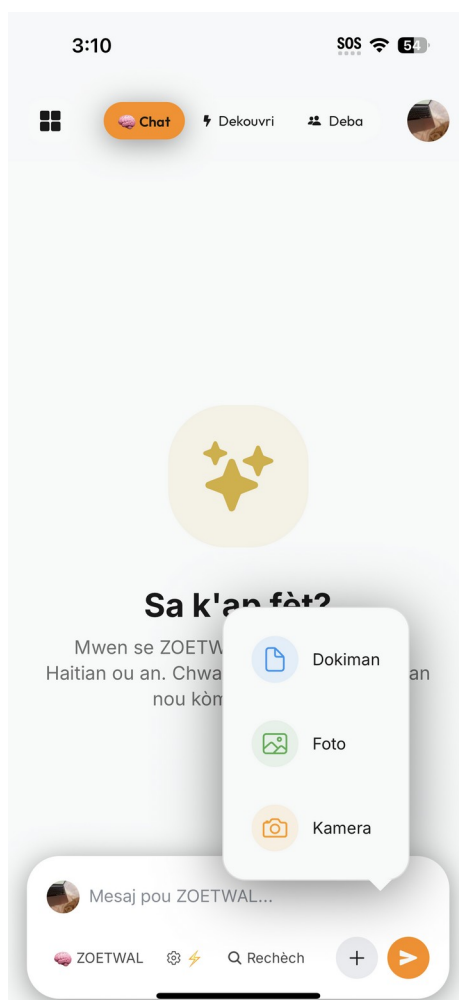 3:10
SOS
54
Chat
Dekouvri
Deba
Sa k'ap fèt?
Mwen se ZOETW
Haitian ou an. Chwa
an
nou kòm
Dokiman
Foto
Kamera
Mesaj pou ZOETWAL...
ZOETWAL
Rechèch